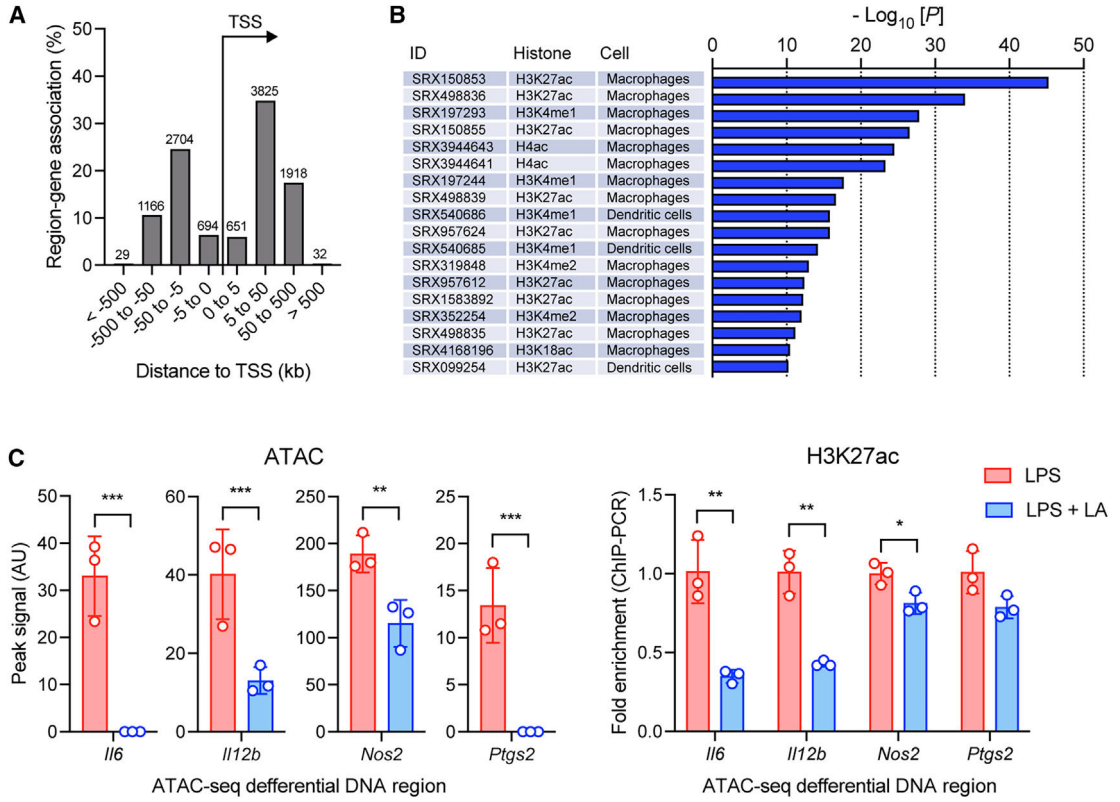 A
TSS
Region-gene association (%)
50
40
30
20
10
0
29
1166
2704
694
651
3825
1918
32
< -500
-500 to -50
-50 to -5
-5 to 0
0 to 5
5 to 50
50 to 500
> 500
Distance to TSS (kb)
B
- Log10 [P]
ID Histone Cell
0 10 20 30 40 50
SRX150853 H3K27ac Macrophages
SRX498836 H3K27ac Macrophages
SRX197293 H3K4me1 Macrophages
SRX150855 H3K27ac Macrophages
SRX3944643 H4ac Macrophages
SRX3944641 H4ac Macrophages
SRX197244 H3K4me1 Macrophages
SRX498839 H3K27ac Macrophages
SRX540686 H3K4me1 Dendritic cells
SRX957624 H3K27ac Macrophages
SRX540685 H3K4me1 Dendritic cells
SRX319848 H3K4me2 Macrophages
SRX957612 H3K27ac Macrophages
SRX1583892 H3K27ac Macrophages
SRX352254 H3K4me2 Macrophages
SRX498835 H3K27ac Macrophages
SRX4168196 H3K18ac Macrophages
SRX099254 H3K27ac Dendritic cells
C
ATAC
Peak signal (AU)
50
40
30
20
10
0
***
Il6
60
40
20
0
***
Il12b
250
200
150
100
50
0
**
Nos2
25
20
15
10
5
0
***
Ptgs2
ATAC-seq defferential DNA region
H3K27ac
LPS
LPS + LA
Fold enrichment (ChIP-PCR)
1.5
1.0
0.5
0.0
**
**
*
Il6 Il12b Nos2 Ptgs2
ATAC-seq defferential DNA region